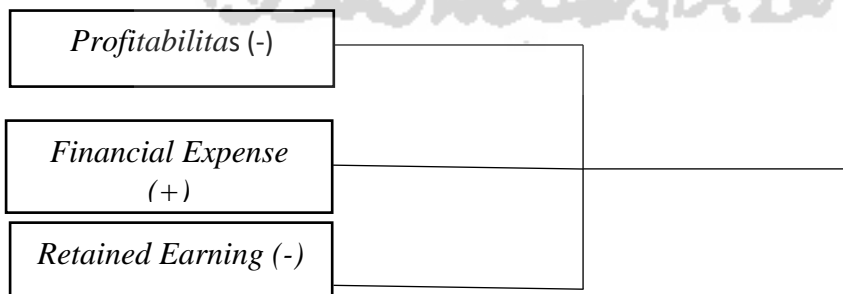 Profitabilitas (-)
Financial Expense
(+)
Retained Earning (-)